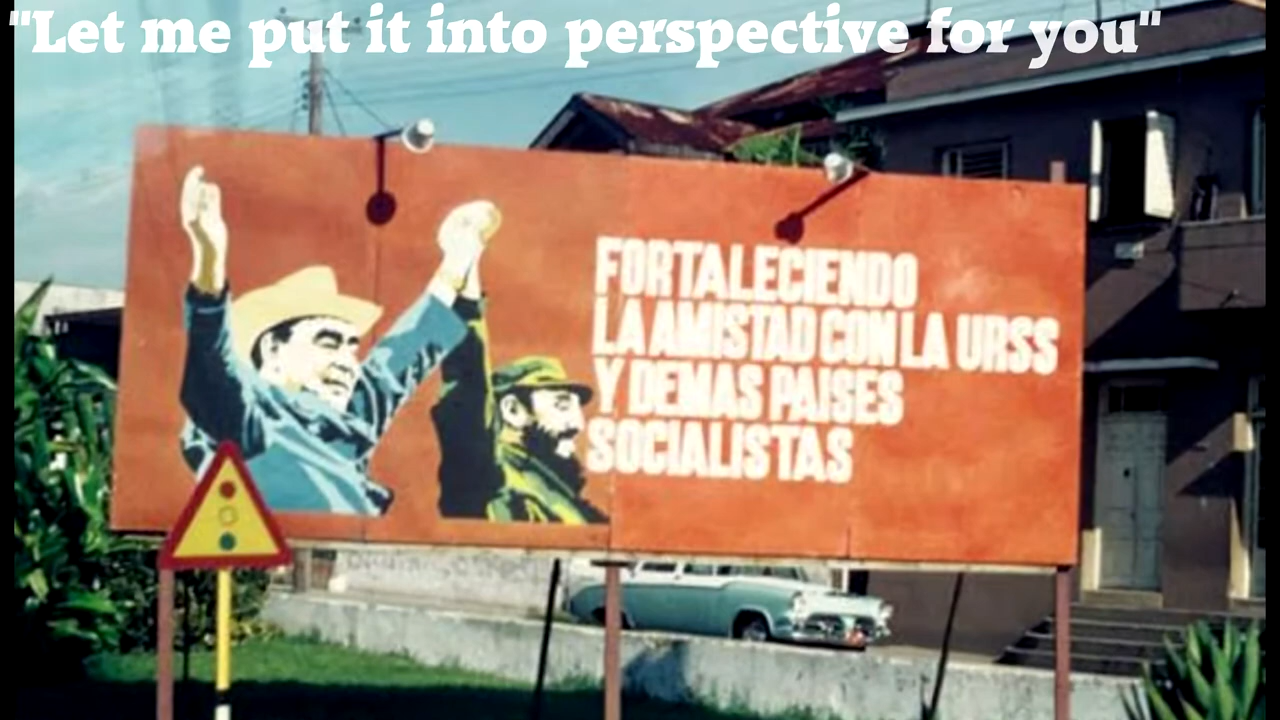 "Let me put it into perspective for you"
FORTALECIENDO
LA AMISTAD CON LA URSS
Y DEMAS PAISES
SOCIALISTAS